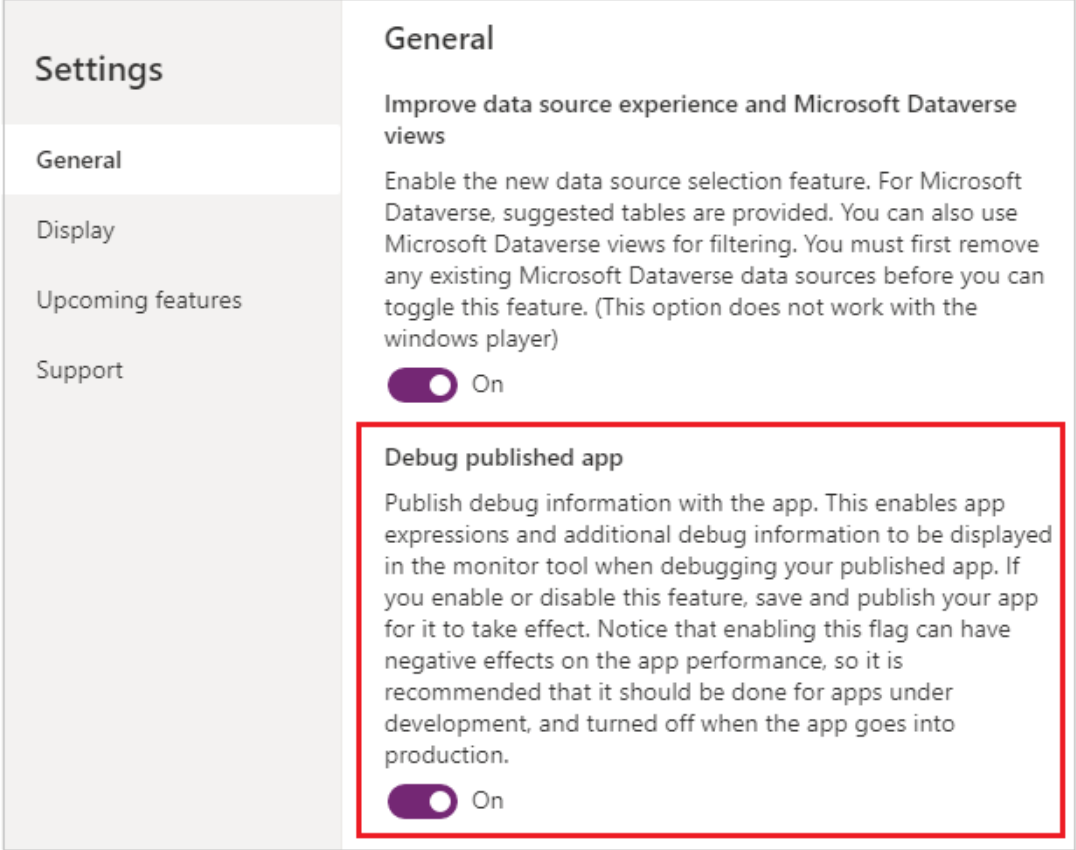 Settings
General
Display
Upcoming features
Support
General
Improve data source experience and Microsoft Dataverse
views
Enable the new data source selection feature. For Microsoft
Dataverse, suggested tables are provided. You can also use
Microsoft Dataverse views for filtering. You must first remove
any existing Microsoft Dataverse data sources before you can
toggle this feature. (This option does not work with the
windows player)
On
Debug published app
Publish debug information with the app. This enables app
expressions and additional debug information to be displayed
in the monitor tool when debugging your published app. If
you enable or disable this feature, save and publish your app
for it to take effect. Notice that enabling this flag can have
negative effects on the app performance, so it is
recommended that it should be done for apps under
development, and turned off when the app goes into
production.
On